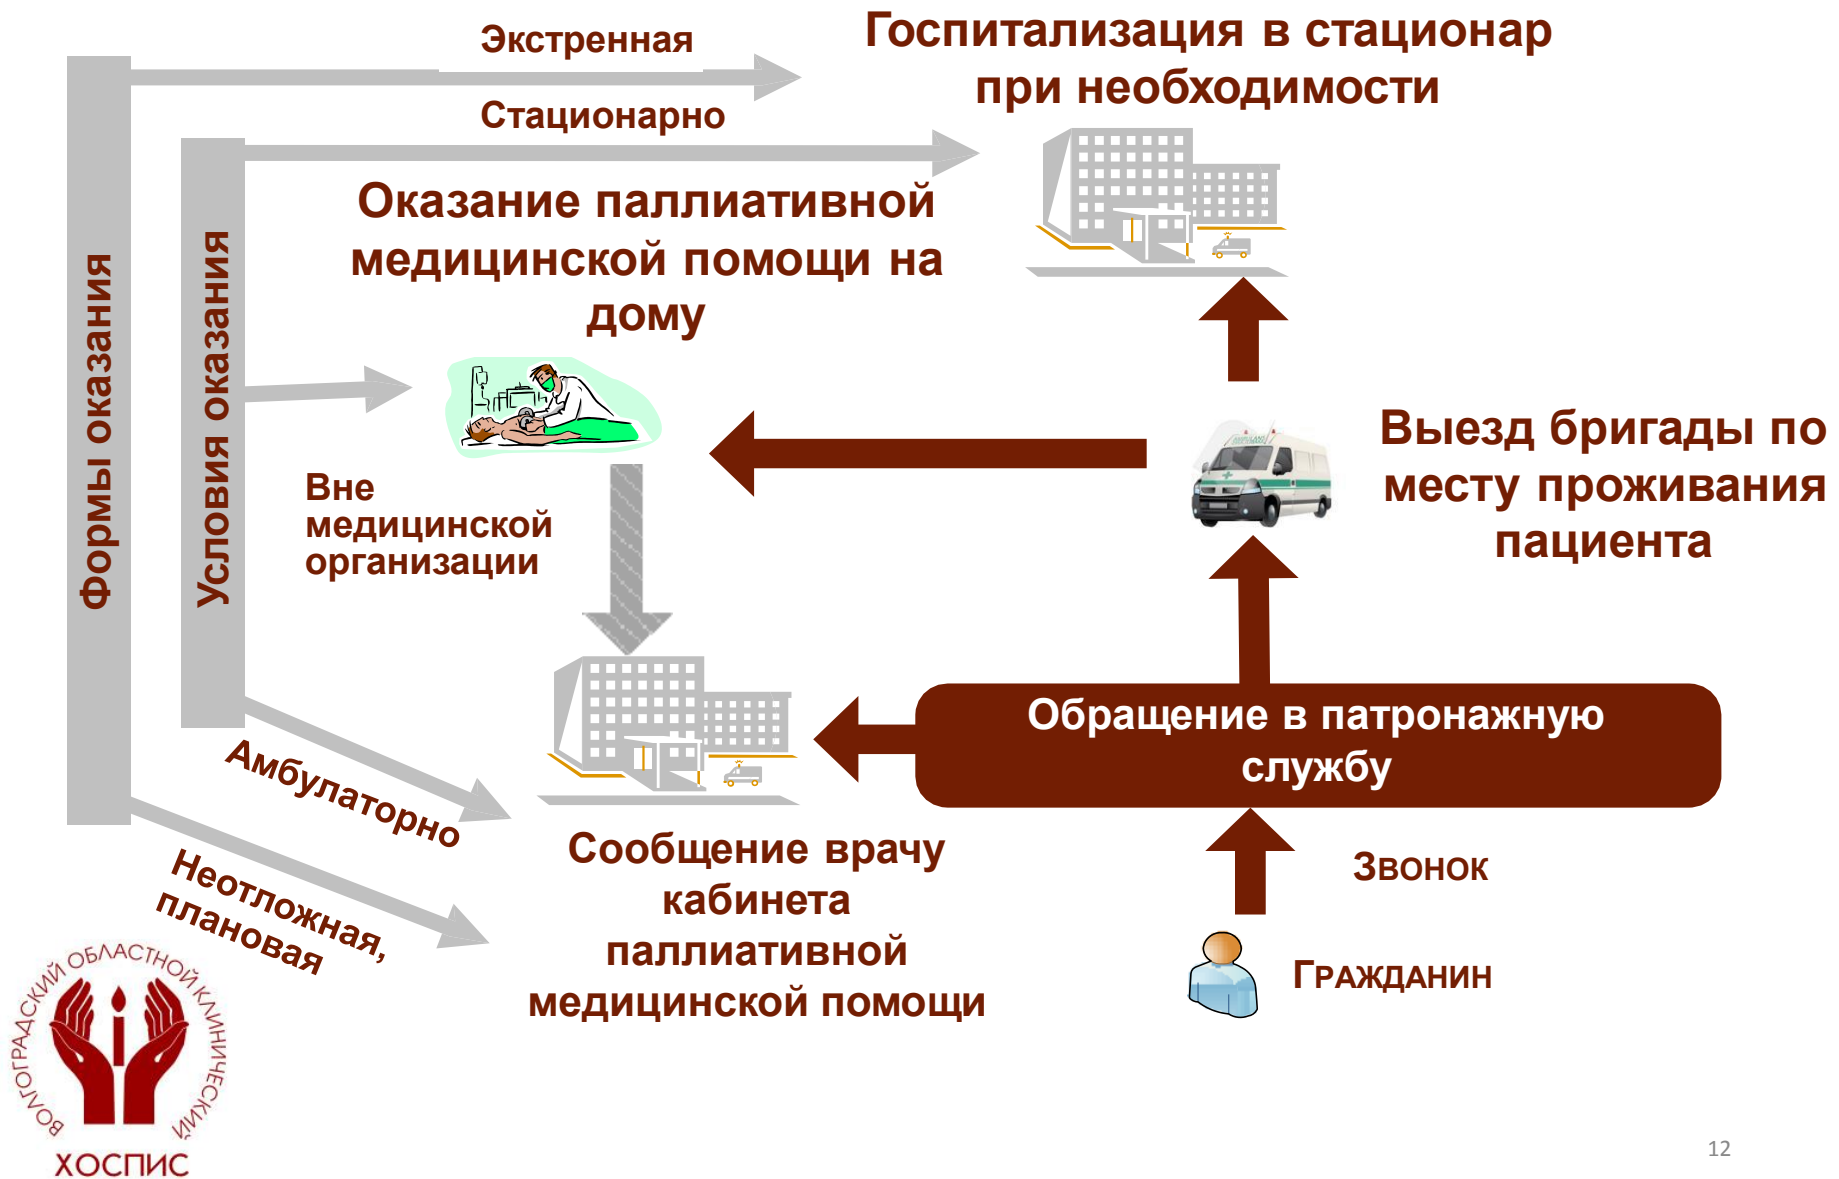 Экстренная
Госпитализация в стационар
при необходимости
Стационарно
Оказание паллиативной
медицинской помощи на
дому
Формы оказания
Условия оказания
Вне
медицинской
организации
Выезд бригады по
месту проживания
пациента
Обращение в патронажную
службу
Амбулаторно
Неотложная,
плановая
Сообщение врачу
кабинета
паллиативной
медицинской помощи
Звонок
Гражданин
ВОЛГОГРАДСКИЙ ОБЛАСТНОЙ КЛИНИЧЕСКИЙ
ХОСПИС
12